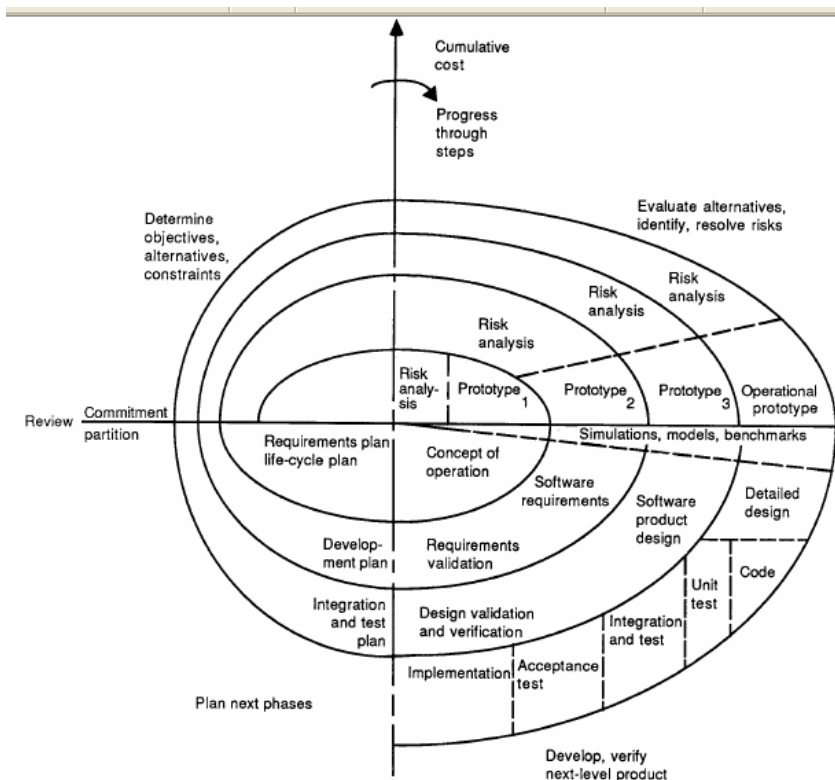 Cumulative
cost
Progress
through
steps
Evaluate alternatives,
identify, resolve risks
Determine
objectives,
alternatives,
constraints
Risk
analysis
Risk
analysis
Risk
analysis
Risk
analy-
sis
Prototype
1
Prototype
2
Prototype
3
Operational
prototype
Review
Commitment
partition
Simulations, models, benchmarks
Requirements plan
life-cycle plan
Concept of
operation
Software
requirements
Software
product
design
Detailed
design
Develop-
ment plan
Requirements
validation
Code
Unit
test
Integration
and test
plan
Design validation
and verification
Integration
and test
Implementation
Acceptance
test
Plan next phases
Develop, verify
next-level product